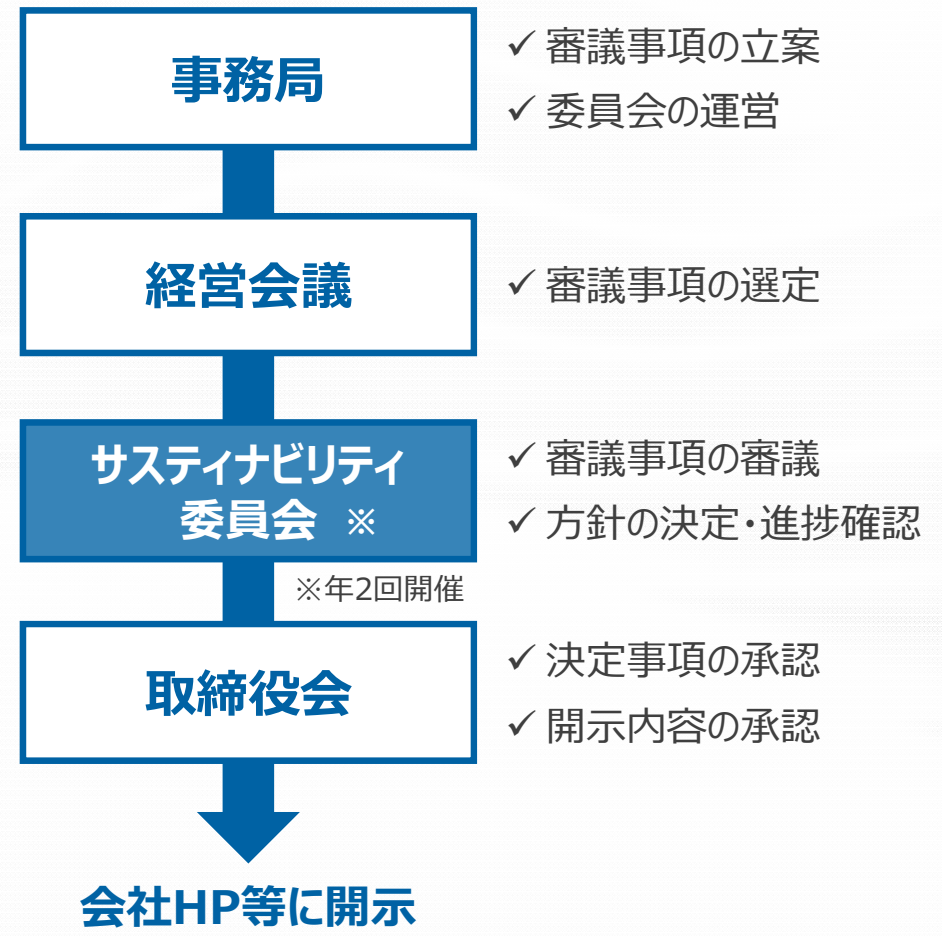 事務局
✓ 審議事項の立案
✓ 委員会の運営
経営会議
✓ 審議事項の選定
サスティナビリティ
委員会 ※
✓ 審議事項の審議
✓ 方針の決定・進捗確認
※年2回開催
取締役会
✓ 決定事項の承認
✓ 開示内容の承認
会社HP等に開示